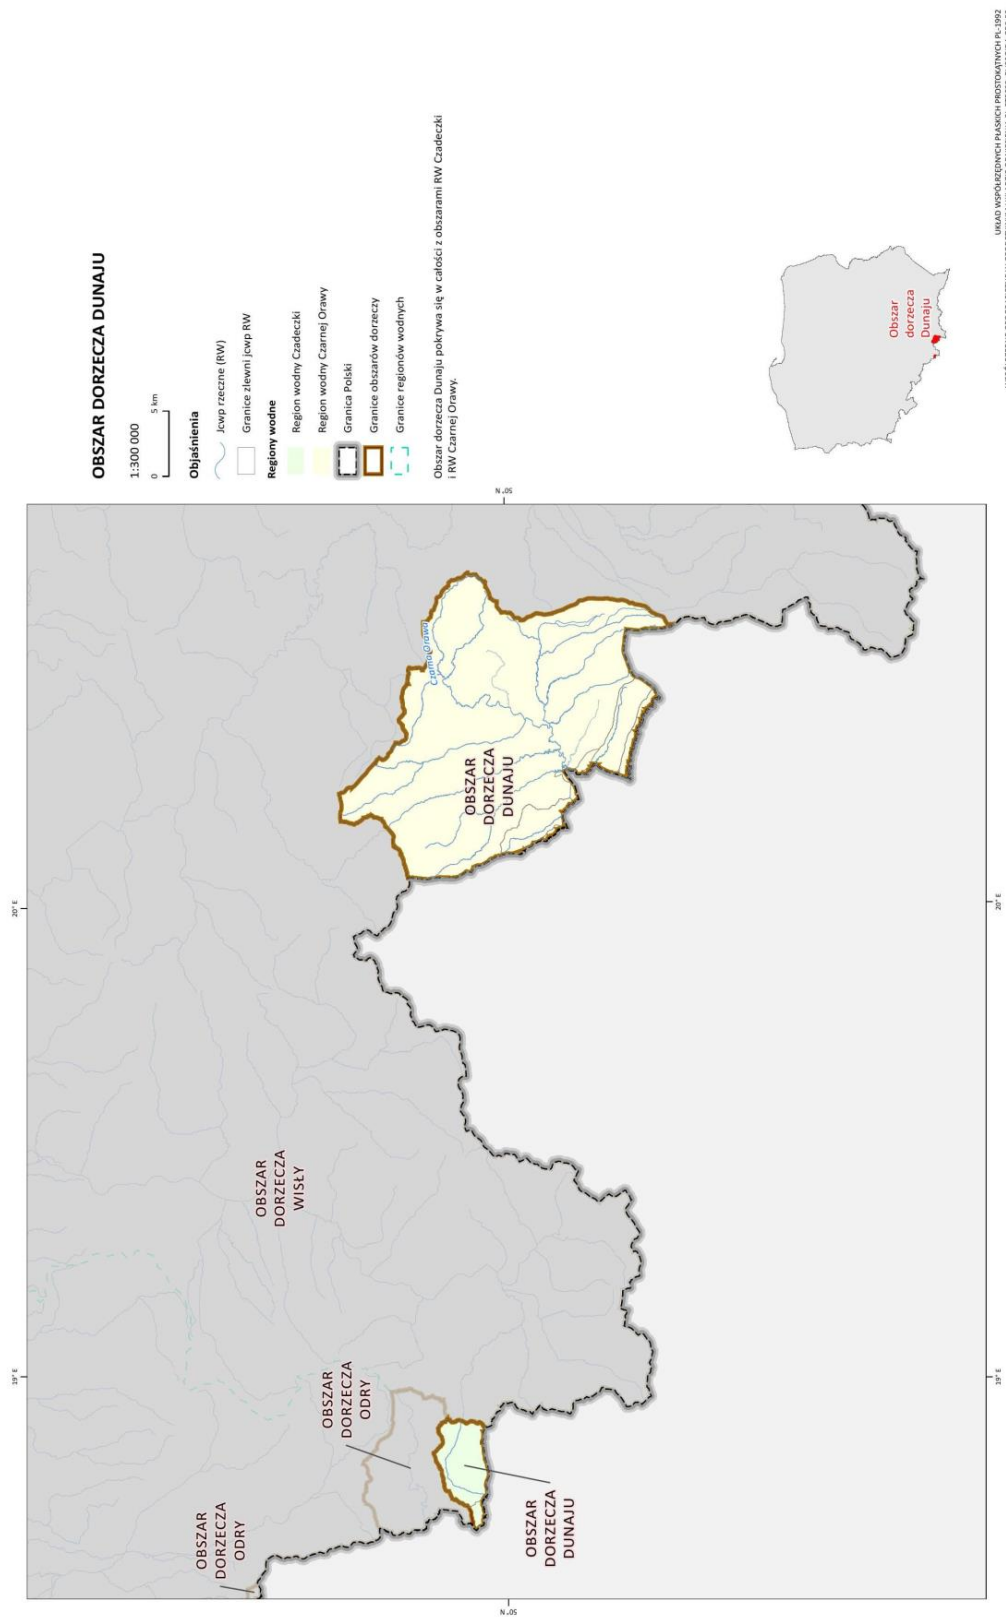 OBSZAR DORZECZA DUNAJU
1:300 000
0 5 km
Objaśnienia
Jcwp rzeczne (RW)
Granice zlewni jcwp RW
Regiony wodne
Region wodny Czadeczki
Region wodny Czarnej Orawy
Granica Polski
Granice obszarów dorzeczy
Granice regionów wodnych
Obszar dorzecza Dunaju pokrywa się w całości z obszarami RW Czadeczki
i RW Czarnej Orawy.
Obszar
dorzecza
Dunaju
UKŁAD WSPÓŁRZĘDNYCH PŁASKICH PROSTOKĄTNYCH PL-1992
19° E
20° E
OBSZAR
DORZECZA
ODRY
OBSZAR
DORZECZA
ODRY
OBSZAR
DORZECZA
WISŁY
Czarna Orawa
OBSZAR
DORZECZA
DUNAJU
OBSZAR
DORZECZA
DUNAJU
50° N
50° N
19° E
20° E